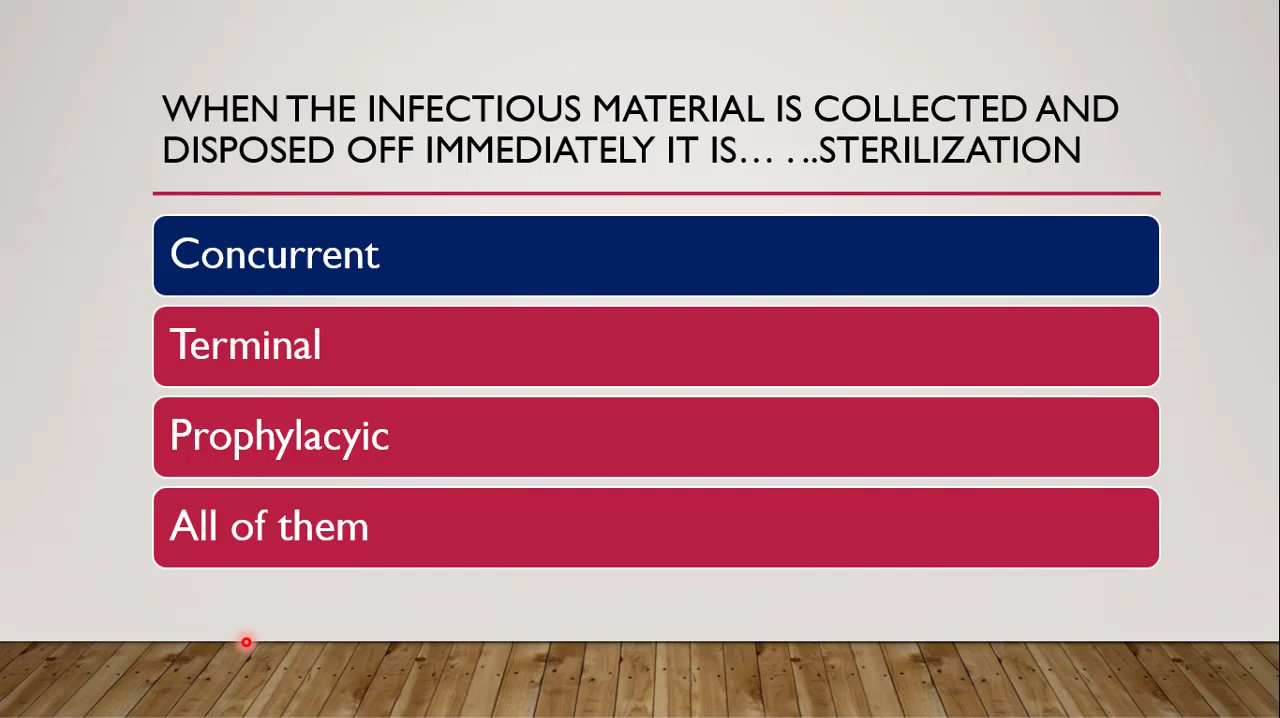 WHEN THE INFECTIOUS MATERIAL IS COLLECTED AND
DISPOSED OFF IMMEDIATELY IT IS… …STERILIZATION
Concurrent
Terminal
Prophylacyic
All of them